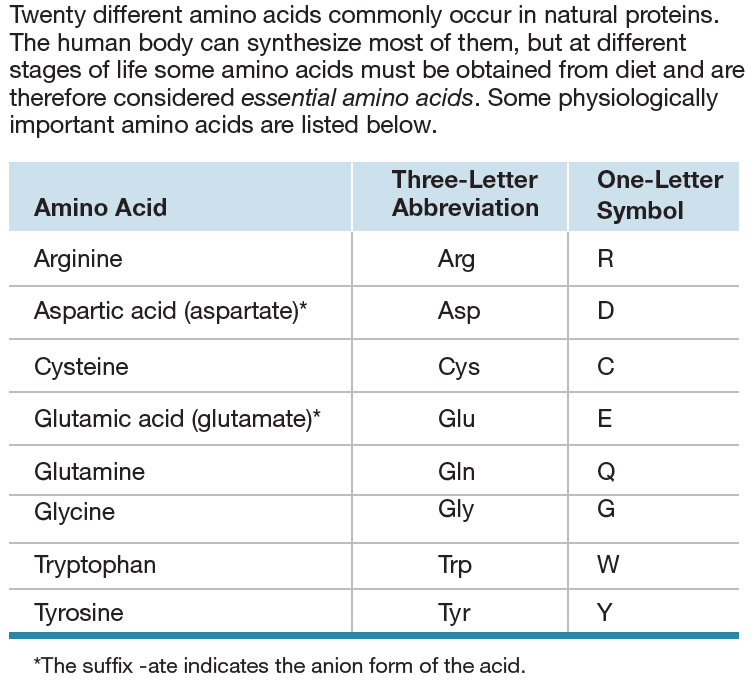 Twenty different amino acids commonly occur in natural proteins.
The human body can synthesize most of them, but at different
stages of life some amino acids must be obtained from diet and are
therefore considered essential amino acids. Some physiologically
important amino acids are listed below.
Amino Acid Three-Letter Abbreviation One-Letter Symbol
Arginine Arg R
Aspartic acid (aspartate)* Asp D
Cysteine Cys C
Glutamic acid (glutamate)* Glu E
Glutamine Gln Q
Glycine Gly G
Tryptophan Trp W
Tyrosine Tyr Y
*The suffix -ate indicates the anion form of the acid.